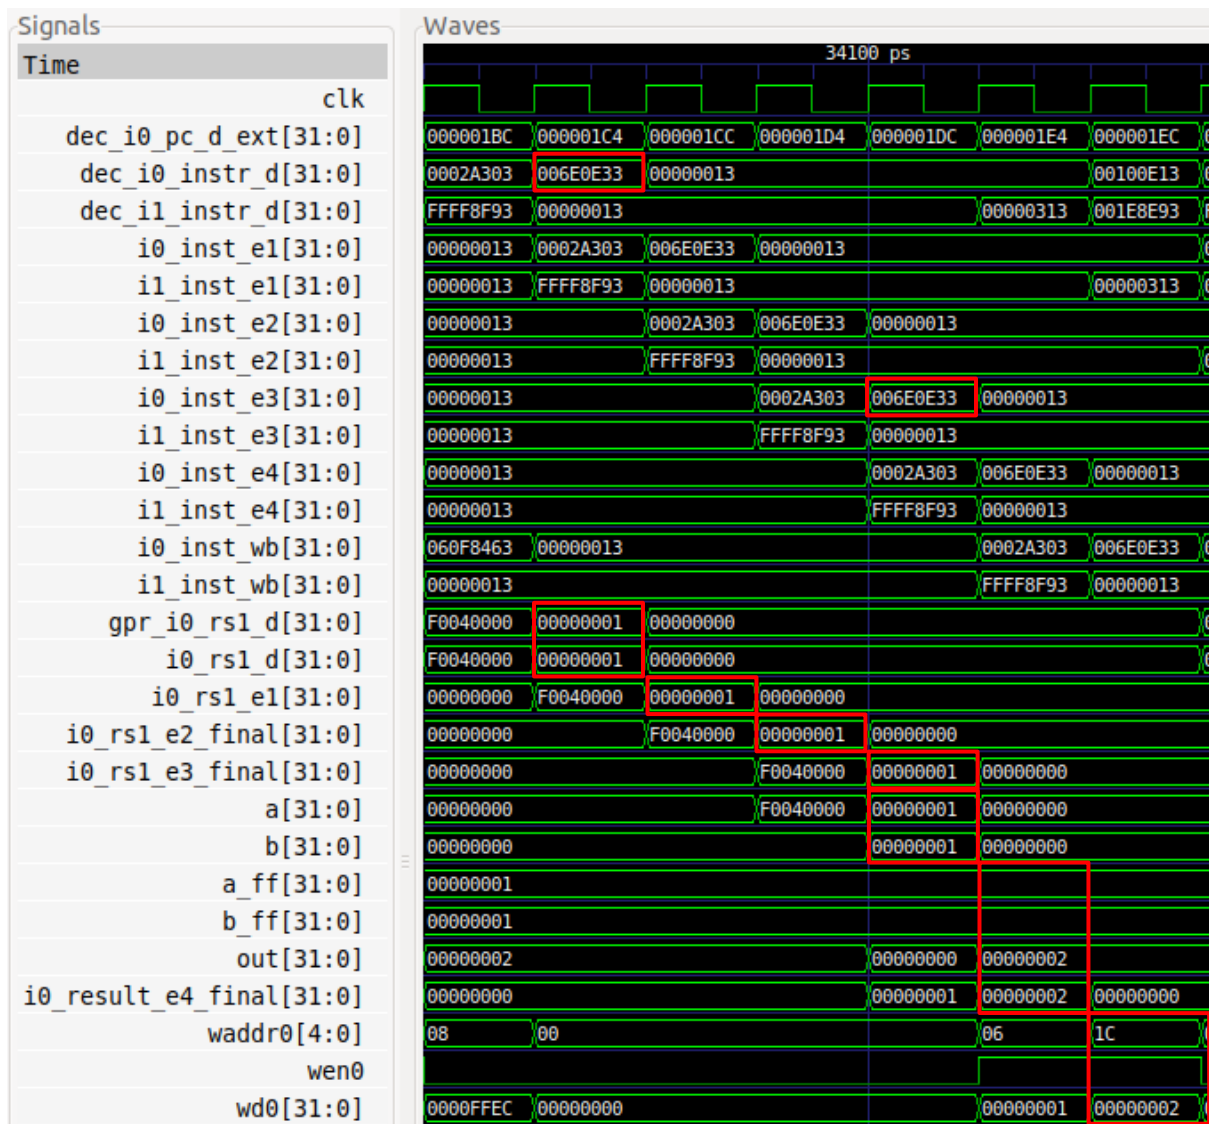 Signals Waves
Time 34100 ps
clk
dec_i0_pc_d_ext[31:0] 000001BC 000001C4 000001CC 000001D4 000001DC 000001E4 000001EC
dec_i0_instr_d[31:0] 0002A303 006E0E33 00000013 00100E13
dec_i1_instr_d[31:0] FFFF8F93 00000013 00000313 001E8E93
i0_inst_e1[31:0] 00000013 0002A303 006E0E33 00000013
i1_inst_e1[31:0] 00000013 FFFF8F93 00000013 00000313
i0_inst_e2[31:0] 00000013 0002A303 006E0E33 00000013
i1_inst_e2[31:0] 00000013 FFFF8F93 00000013
i0_inst_e3[31:0] 00000013 0002A303 006E0E33 00000013
i1_inst_e3[31:0] 00000013 FFFF8F93 00000013
i0_inst_e4[31:0] 00000013 0002A303 006E0E33 00000013
i1_inst_e4[31:0] 00000013 FFFF8F93 00000013
i0_inst_wb[31:0] 060F8463 00000013 0002A303 006E0E33
i1_inst_wb[31:0] 00000013 FFFF8F93 00000013
gpr_i0_rs1_d[31:0] F0040000 00000001 00000000
i0_rs1_d[31:0] F0040000 00000001 00000000
i0_rs1_e1[31:0] 00000000 F0040000 00000001 00000000
i0_rs1_e2_final[31:0] 00000000 F0040000 00000001 00000000
i0_rs1_e3_final[31:0] 00000000 F0040000 00000001 00000000
a[31:0] 00000000 F0040000 00000001 00000000
b[31:0] 00000000 00000001 00000000
a_ff[31:0] 00000001
b_ff[31:0] 00000001
out[31:0] 00000002 00000000 00000002
i0_result_e4_final[31:0] 00000000 00000001 00000002 00000000
waddr0[4:0] 08 00 06 1C
wen0
wd0[31:0] 0000FFEC 00000000 00000001 00000002